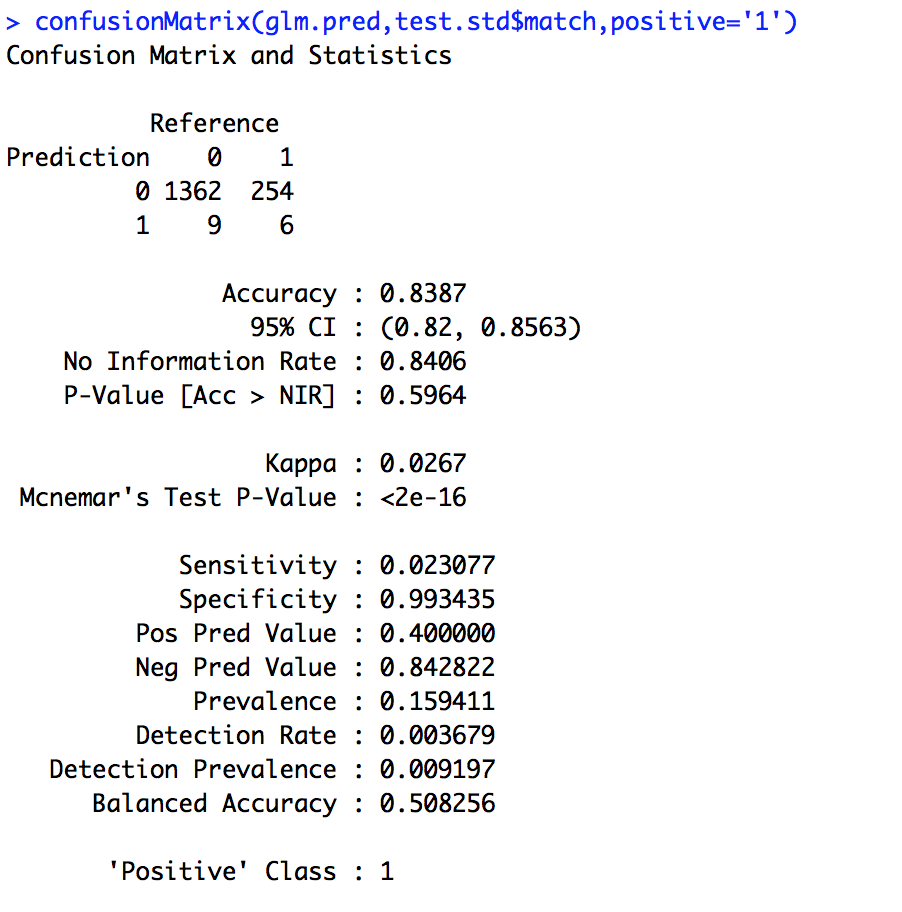 > confusionMatrix(glm.pred,test.std$match,positive='1')
Confusion Matrix and Statistics
Reference
Prediction 0 1
0 1362 254
1 9 6
Accuracy : 0.8387
95% CI : (0.82, 0.8563)
No Information Rate : 0.8406
P-Value [Acc > NIR] : 0.5964
Kappa : 0.0267
Mcnemar's Test P-Value : <2e-16
Sensitivity : 0.023077
Specificity : 0.993435
Pos Pred Value : 0.400000
Neg Pred Value : 0.842822
Prevalence : 0.159411
Detection Rate : 0.003679
Detection Prevalence : 0.009197
Balanced Accuracy : 0.508256
'Positive' Class : 1